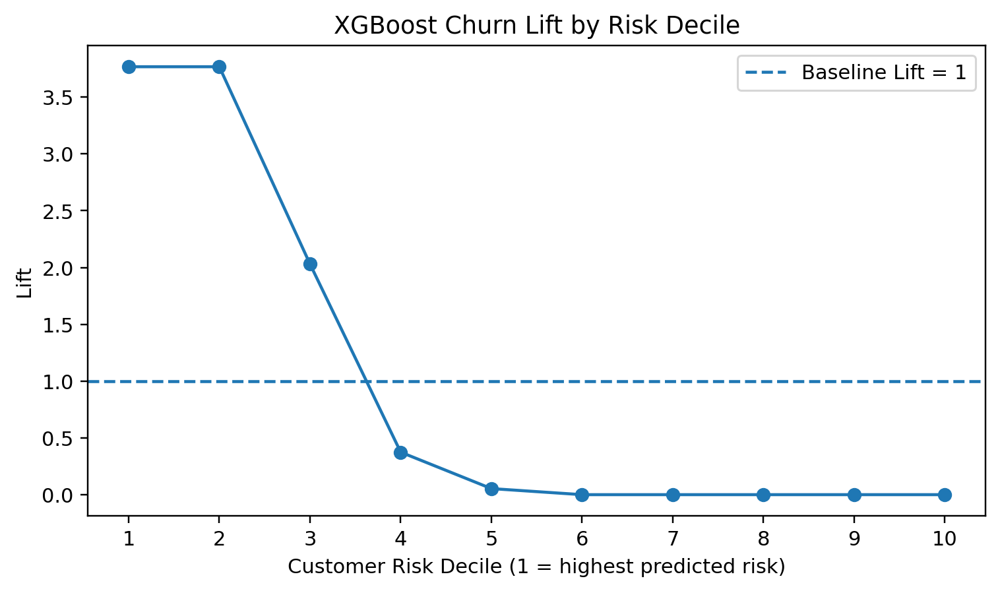 XGBoost Churn Lift by Risk Decile
Baseline Lift = 1
Lift
3.5
3.0
2.5
2.0
1.5
1.0
0.5
0.0
1 2 3 4 5 6 7 8 9 10
Customer Risk Decile (1 = highest predicted risk)